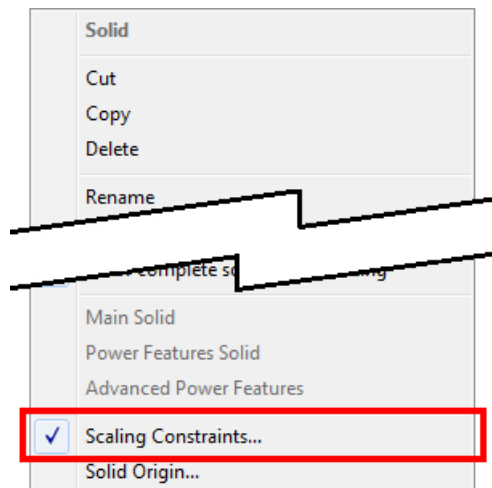 Solid
Cut
Copy
Delete
Rename
complete
Main Solid
Power Features Solid
Advanced Power Features
Scaling Constraints...
Solid Origin...